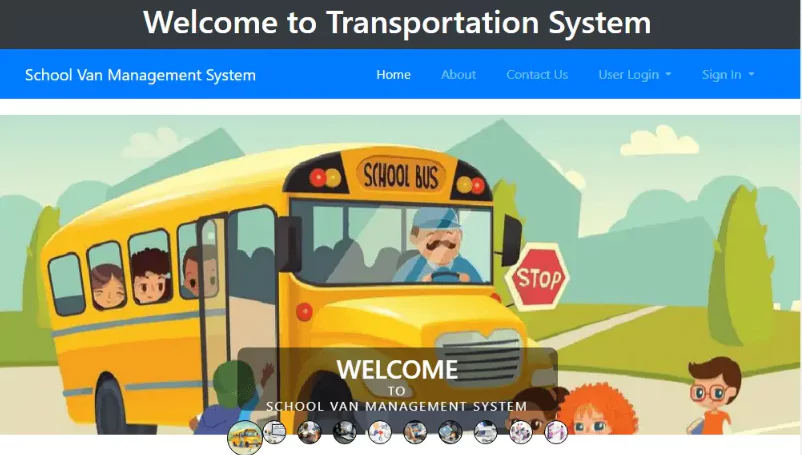 Welcome to Transportation System
School Van Management System Home About Contact Us User Login Sign In
SCHOOL BUS
STOP
WELCOME
TO
SCHOOL VAN MANAGEMENT SYSTEM